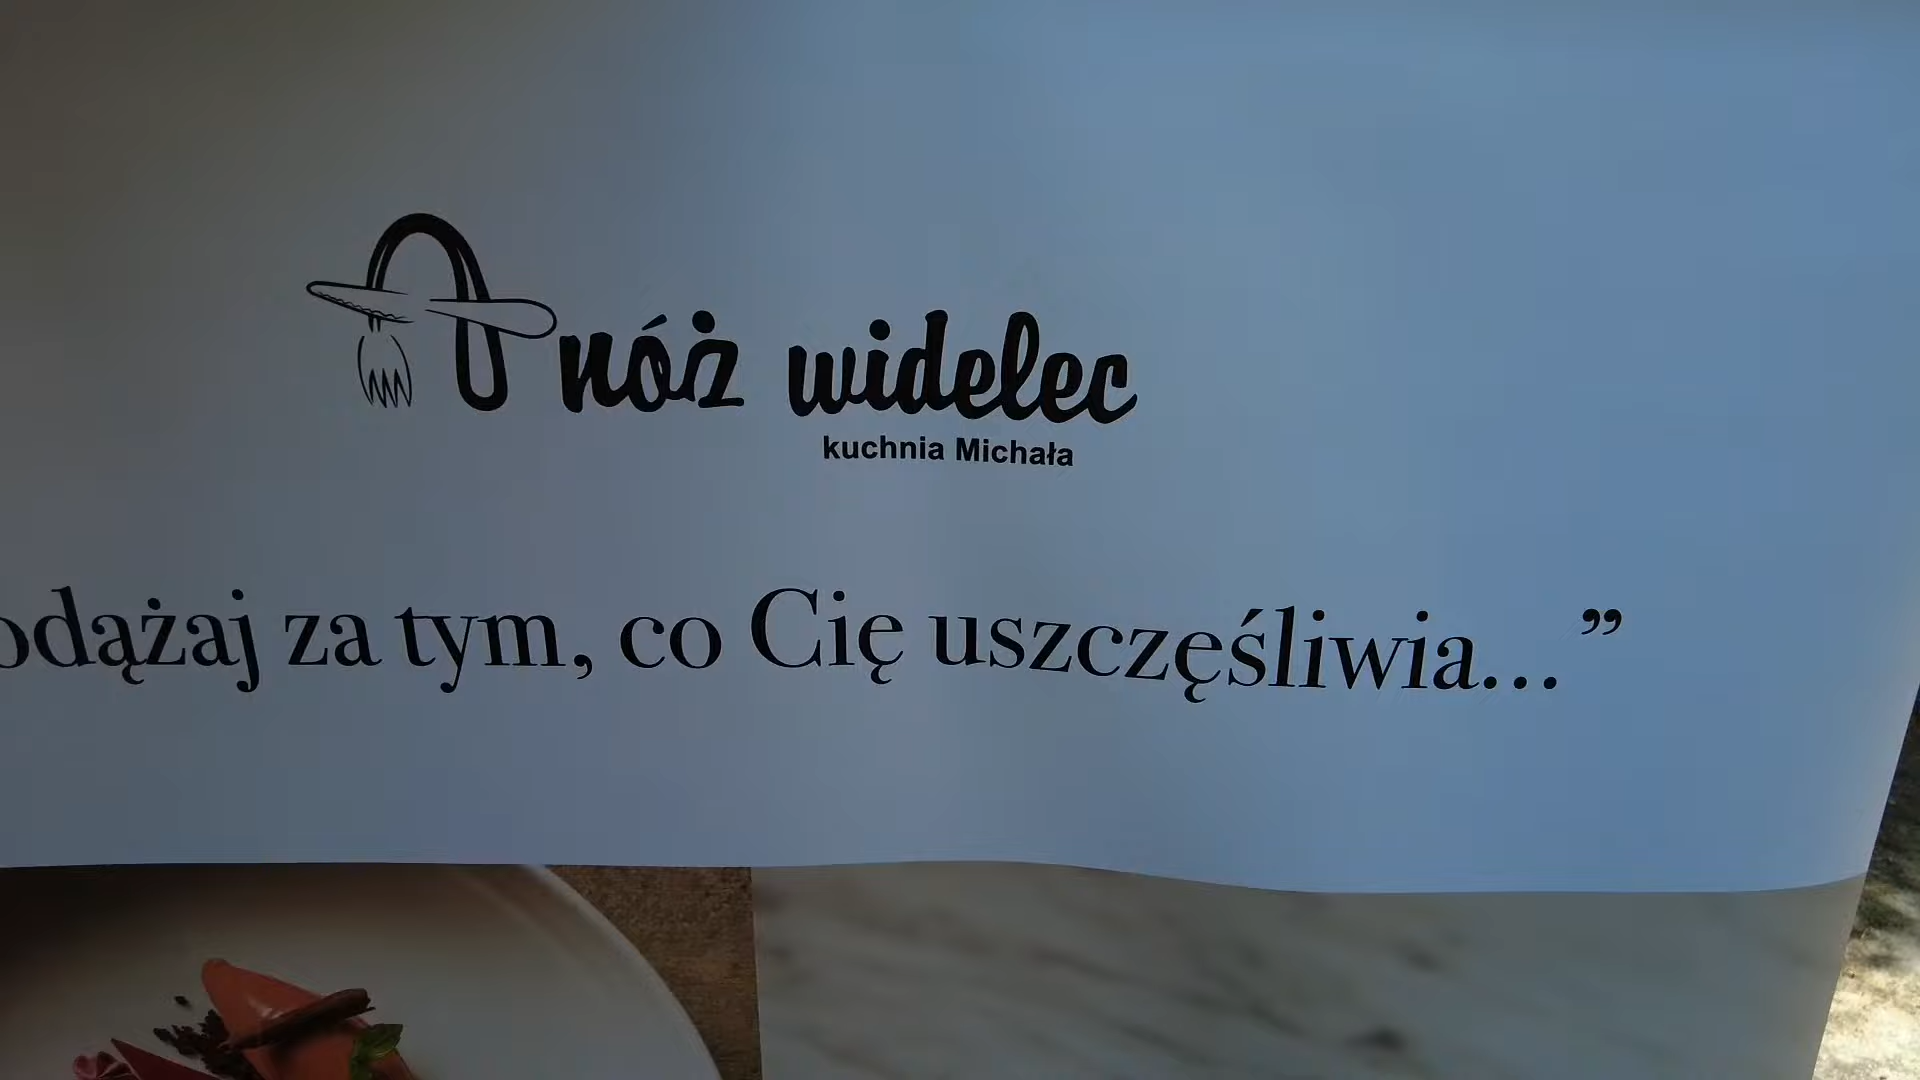 nóż widelec
kuchnia Michała
odążaj za tym, co Cię uszczęśliwia...”